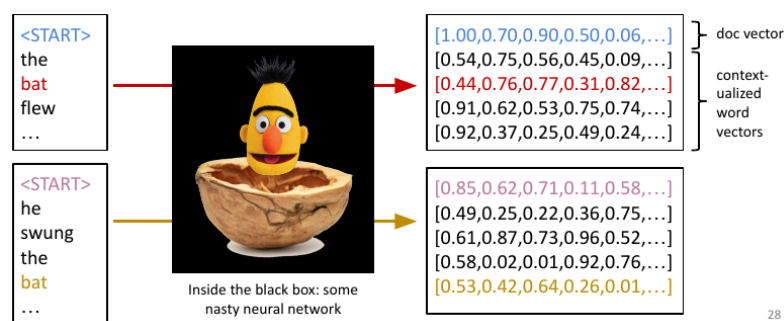 <START>
the
bat
flew
...
[1.00,0.70,0.90,0.50,0.06,...]
[0.54,0.75,0.56,0.45,0.09,...]
[0.44,0.76,0.77,0.31,0.82,...]
[0.91,0.62,0.53,0.75,0.74,...]
[0.92,0.37,0.25,0.49,0.24,...]
doc vector
context-
ualized
word
vectors
<START>
he
swung
the
bat
...
Inside the black box: some
nasty neural network
[0.85,0.62,0.71,0.11,0.58,...]
[0.49,0.25,0.22,0.36,0.75,...]
[0.61,0.87,0.73,0.96,0.52,...]
[0.58,0.02,0.01,0.92,0.76,...]
[0.53,0.42,0.64,0.26,0.01,...]
28